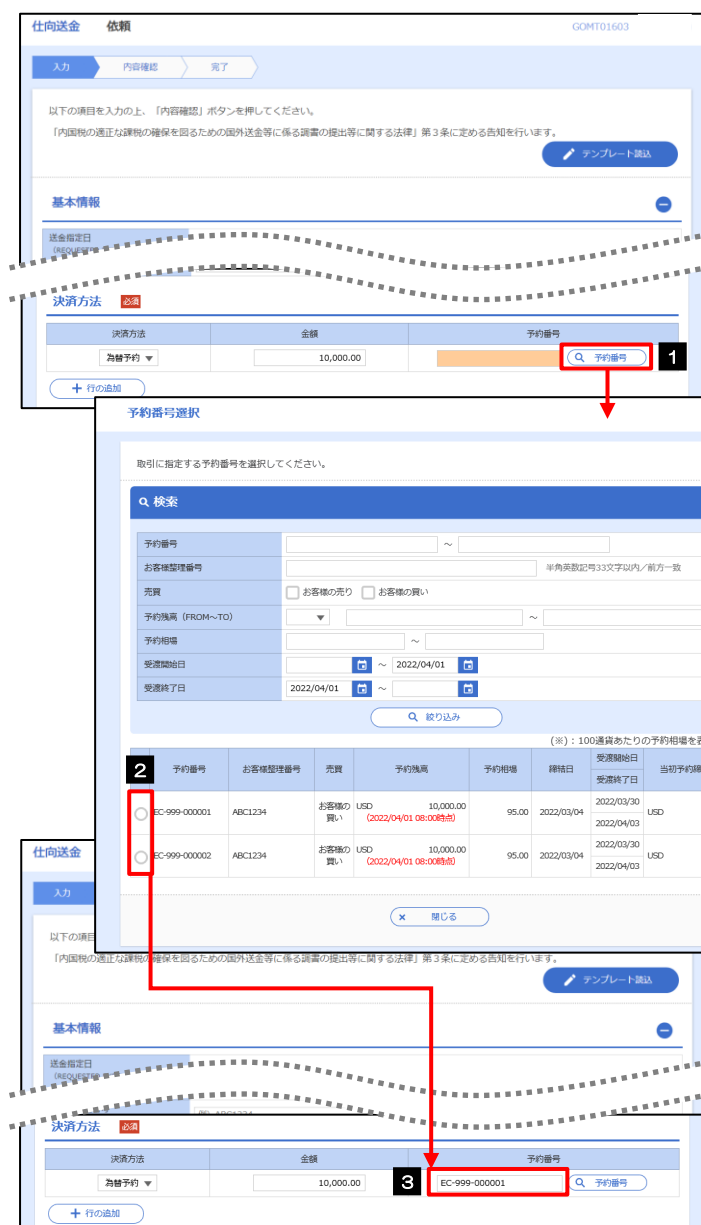 仕向送金 依頼 GOMT01603
入力 内容確認 完了
以下の項目を入力の上、「内容確認」ボタンを押してください。
「内国税の適正な課税の確保を図るための国外送金等に係る調書の提出等に関する法律」第３条に定める告知を行います。
テンプレート読込
基本情報
送金指定日
決済方法 必須
決済方法 金額 予約番号
為替予約 10,000.00 予約番号 1
行の追加
予約番号選択
取引に指定する予約番号を選択してください。
検索
予約番号 ～
お客様整理番号 半角英数記号33文字以内／前方一致
売買 お客様の売り お客様の買い
予約残高（FROM～TO） ～
予約相場 ～
受渡開始日 ～ 2022/04/01
受渡終了日 2022/04/01 ～
絞り込み
(※)：100通貨あたりの予約相場を
2 予約番号 お客様整理番号 売買 予約残高 予約相場 締結日 受渡開始日 当初予約
受渡終了日
EC-999-000001 ABC1234 お客様の買い USD 10,000.00 95.00 2022/03/04 2022/03/30 USD
（2022/04/01 08:00時点） 2022/04/03
EC-999-000002 ABC1234 お客様の買い USD 10,000.00 95.00 2022/03/04 2022/03/30 USD
（2022/04/01 08:00時点） 2022/04/03
閉じる
仕向送金
入力
以下の項目
「内国税の適正な課税の確保を図るための国外送金等に係る調書の提出等に関する法律」第３条に定める告知を行います。
テンプレート読込
基本情報
送金指定日
決済方法 必須
決済方法 金額 予約番号
為替予約 10,000.00 3 EC-999-000001 予約番号
行の追加